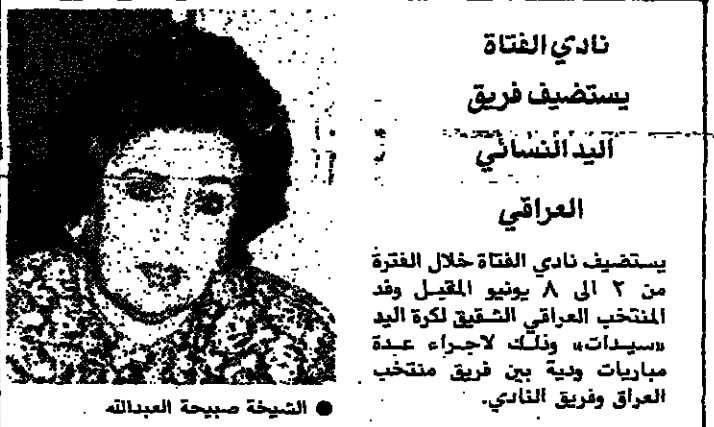 نادي الفتاة
يستضيف فريق
اليد النسائي
العراقي
يستضيف نادي الفتاة خلال الفترة
من ٢ الى ٨ يونيو المقبل وفد
المنتخب العراقي الشقيق لكرة اليد
«سيدات» وذلك لاجراء عدة
مباريات ودية بين فريق منتخب
العراق وفريق النادي.
● الشيخة صبيحة العبدالله